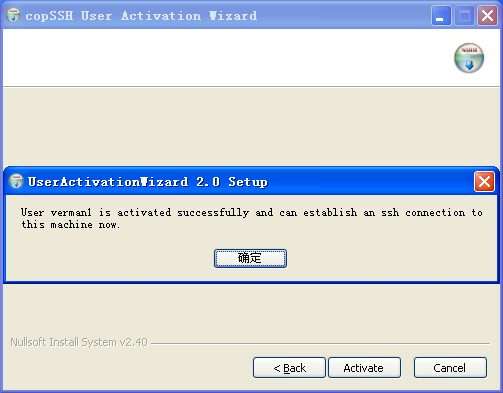 copSSH User Activation Wizard
UserActivationWizard 2.0 Setup
User verman1 is activated successfully and can establish an ssh connection to
this machine now.
确定
Nullsoft Install System v2.40
< Back
Activate
Cancel